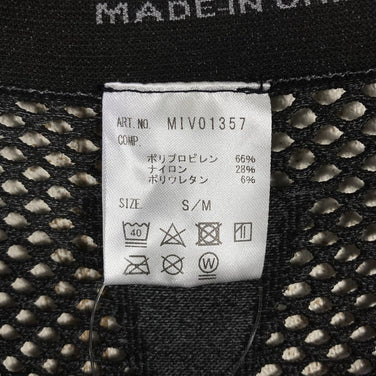 MADE-IN
ART.NO. MIV01357
COMP.
ポリプロピレン 66%
ナイロン 28%
ポリウレタン 6%
SIZE. S/M
40
W